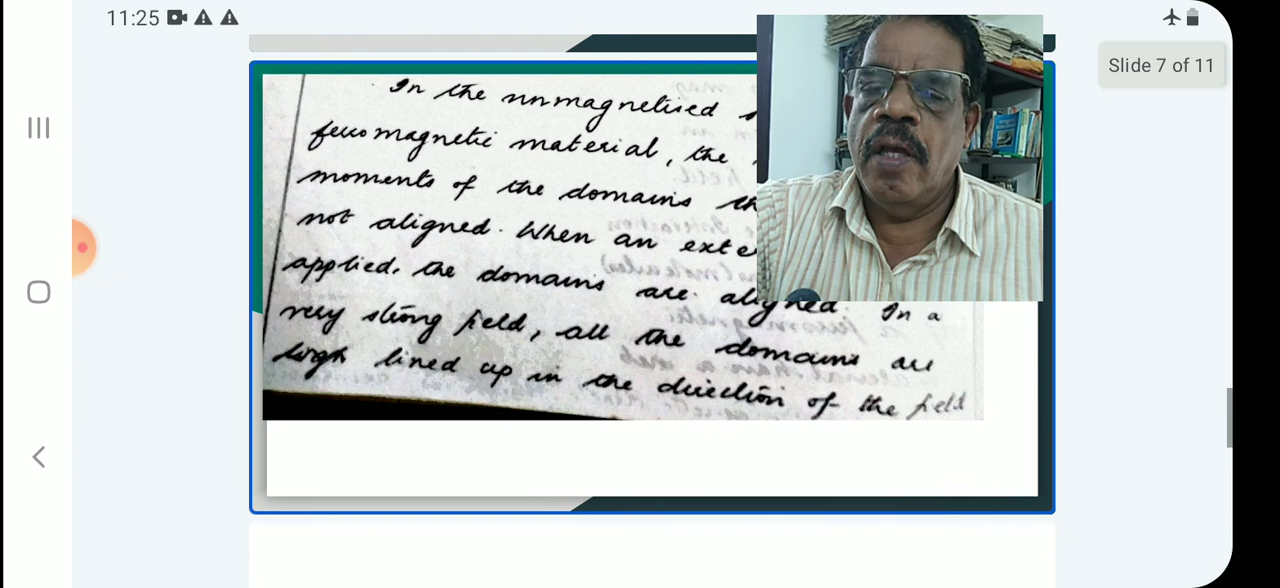 11:25
Slide 7 of 11
In the unmagnetised
ferromagnetic material, the
moments of the domains
not aligned. When an exte
applied, the domains are aligned. In a
very strong field, all the domains are
lined up in the direction of the field